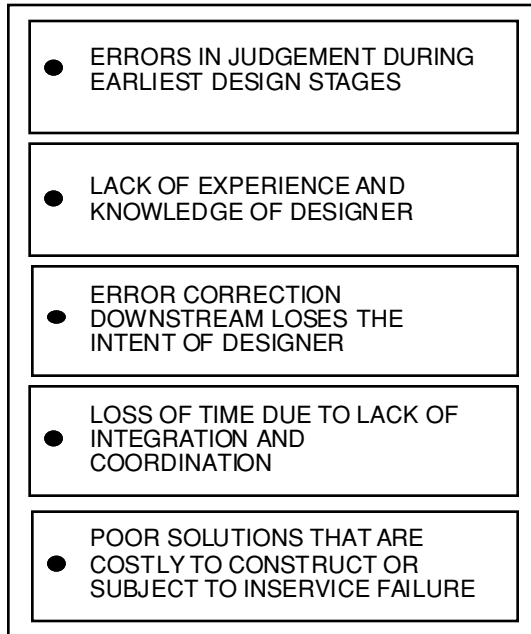 ● ERRORS IN JUDGEMENT DURING
EARLIEST DESIGN STAGES
● LACK OF EXPERIENCE AND
KNOWLEDGE OF DESIGNER
● ERROR CORRECTION
DOWNSTREAM LOSES THE
INTENT OF DESIGNER
● LOSS OF TIME DUE TO LACK OF
INTEGRATION AND
COORDINATION
● POOR SOLUTIONS THAT ARE
COSTLY TO CONSTRUCT OR
SUBJECT TO INSERVICE FAILURE